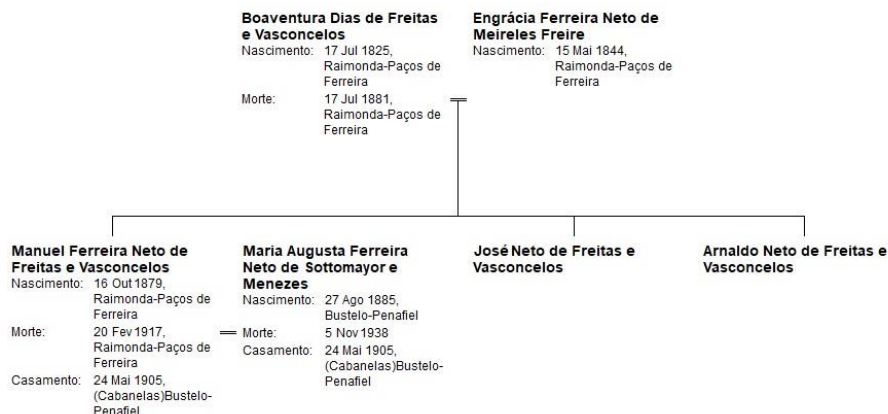 Boaventura Dias de Freitas
e Vasconcelos
Nascimento: 17 Jul 1825,
Raimonda-Paços de
Ferreira
Morte: 17 Jul 1881,
Raimonda-Paços de
Ferreira
Engrácia Ferreira Neto de
Meireles Freire
Nascimento: 15 Mai 1844,
Raimonda-Paços de
Ferreira
Manuel Ferreira Neto de
Freitas e Vasconcelos
Nascimento: 16 Out 1879,
Raimonda-Paços de
Ferreira
Morte: 20 Fev 1917,
Raimonda-Paços de
Ferreira
Casamento: 24 Mai 1905,
(Cabanelas)Bustelo-
Penafiel
Maria Augusta Ferreira
Neto de Sottomayor e
Menezes
Nascimento: 27 Ago 1885,
Bustelo-Penafiel
Morte: 5 Nov 1938
Casamento: 24 Mai 1905,
(Cabanelas)Bustelo-
Penafiel
José Neto de Freitas e
Vasconcelos
Arnaldo Neto de Freitas e
Vasconcelos